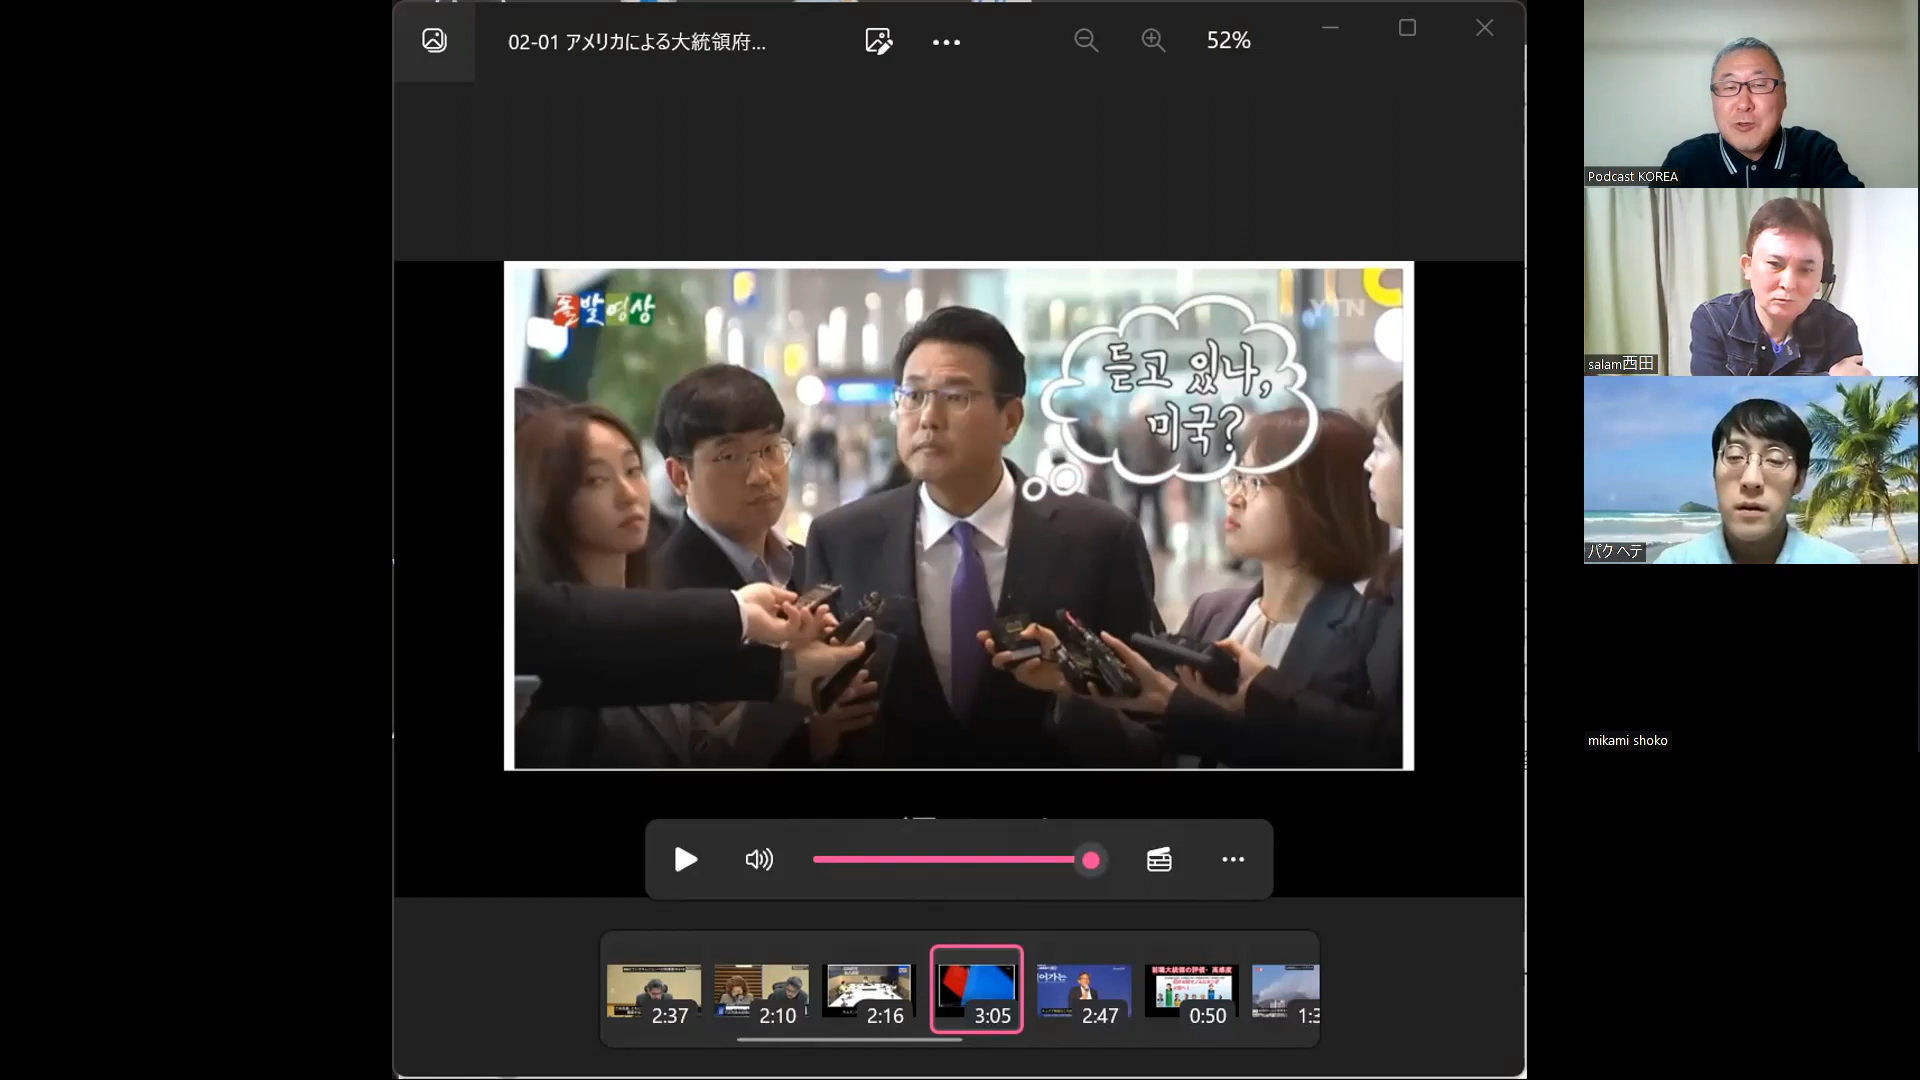 02-01 アメリカによる大統領府...
52%
돌발영상
YTN
듣고 있나,
미국?
Podcast KOREA
salam西田
パク ヘテ
mikami shoko
2:37
2:10
2:16
3:05
2:47
0:50
1:3